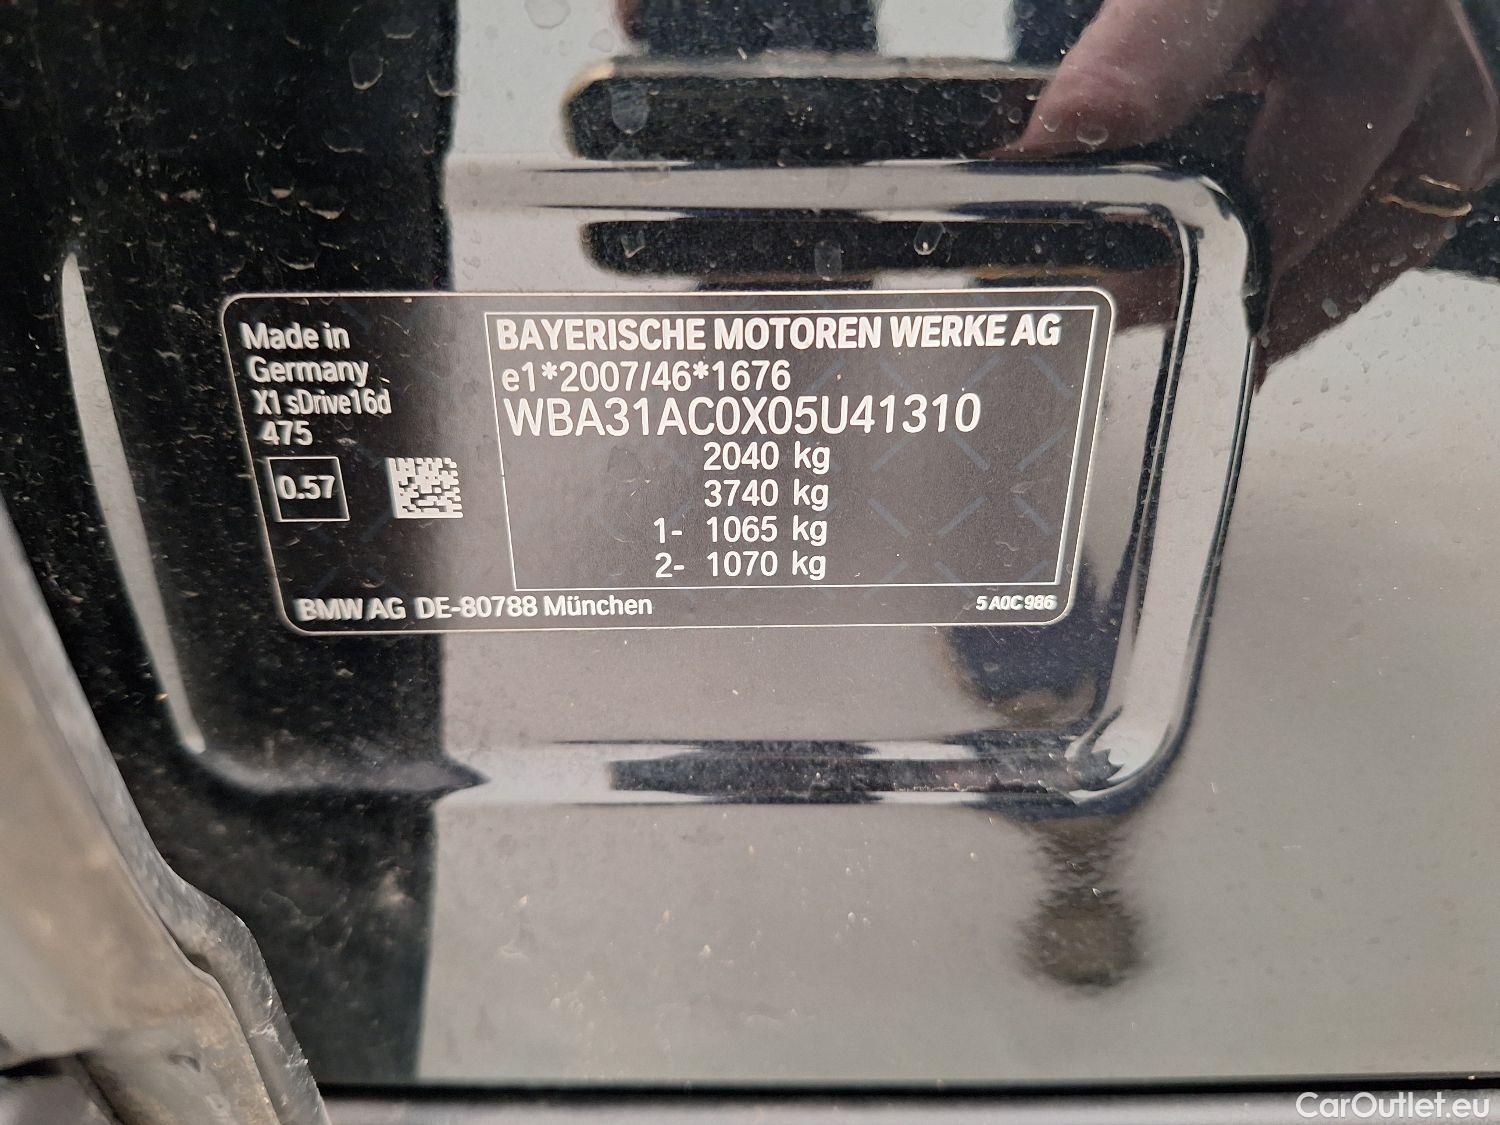 Made in
Germany
X1 sDrive16d
475
0.57
BAYERISCHE MOTOREN WERKE AG
e1*2007/46*1676
WBA31AC0X05U41310
2040 kg
3740 kg
1- 1065 kg
2- 1070 kg
BMW AG DE-80788 München
5 A0C 986
CarOutlet.eu